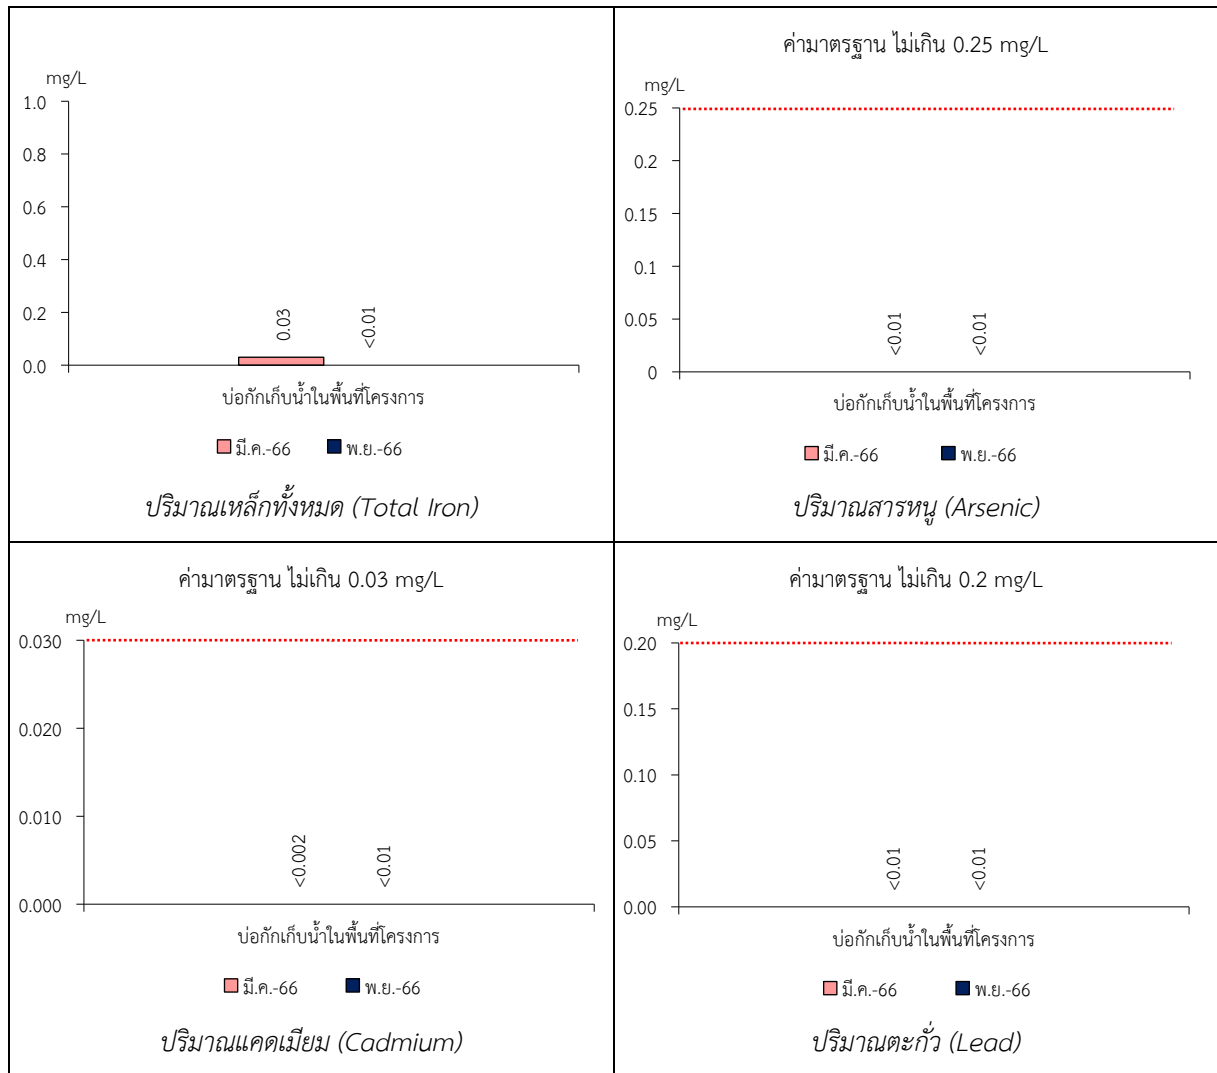 mg/L
1.0
0.8
0.6
0.4
0.2
0.0
0.03
<0.01
บ่อกักเก็บน้ำในพื้นที่โครงการ
มี.ค.-66 พ.ย.-66
ปริมาณเหล็กทั้งหมด (Total Iron)
ค่ามาตรฐาน ไม่เกิน 0.25 mg/L
mg/L
0.25
0.2
0.15
0.1
0.05
0
<0.01
<0.01
บ่อกักเก็บน้ำในพื้นที่โครงการ
มี.ค.-66 พ.ย.-66
ปริมาณสารหนู (Arsenic)
ค่ามาตรฐาน ไม่เกิน 0.03 mg/L
mg/L
0.030
0.020
0.010
0.000
<0.002
<0.01
บ่อกักเก็บน้ำในพื้นที่โครงการ
มี.ค.-66 พ.ย.-66
ปริมาณแคดเมียม (Cadmium)
ค่ามาตรฐาน ไม่เกิน 0.2 mg/L
mg/L
0.20
0.15
0.10
0.05
0.00
<0.01
<0.01
บ่อกักเก็บน้ำในพื้นที่โครงการ
มี.ค.-66 พ.ย.-66
ปริมาณตะกั่ว (Lead)